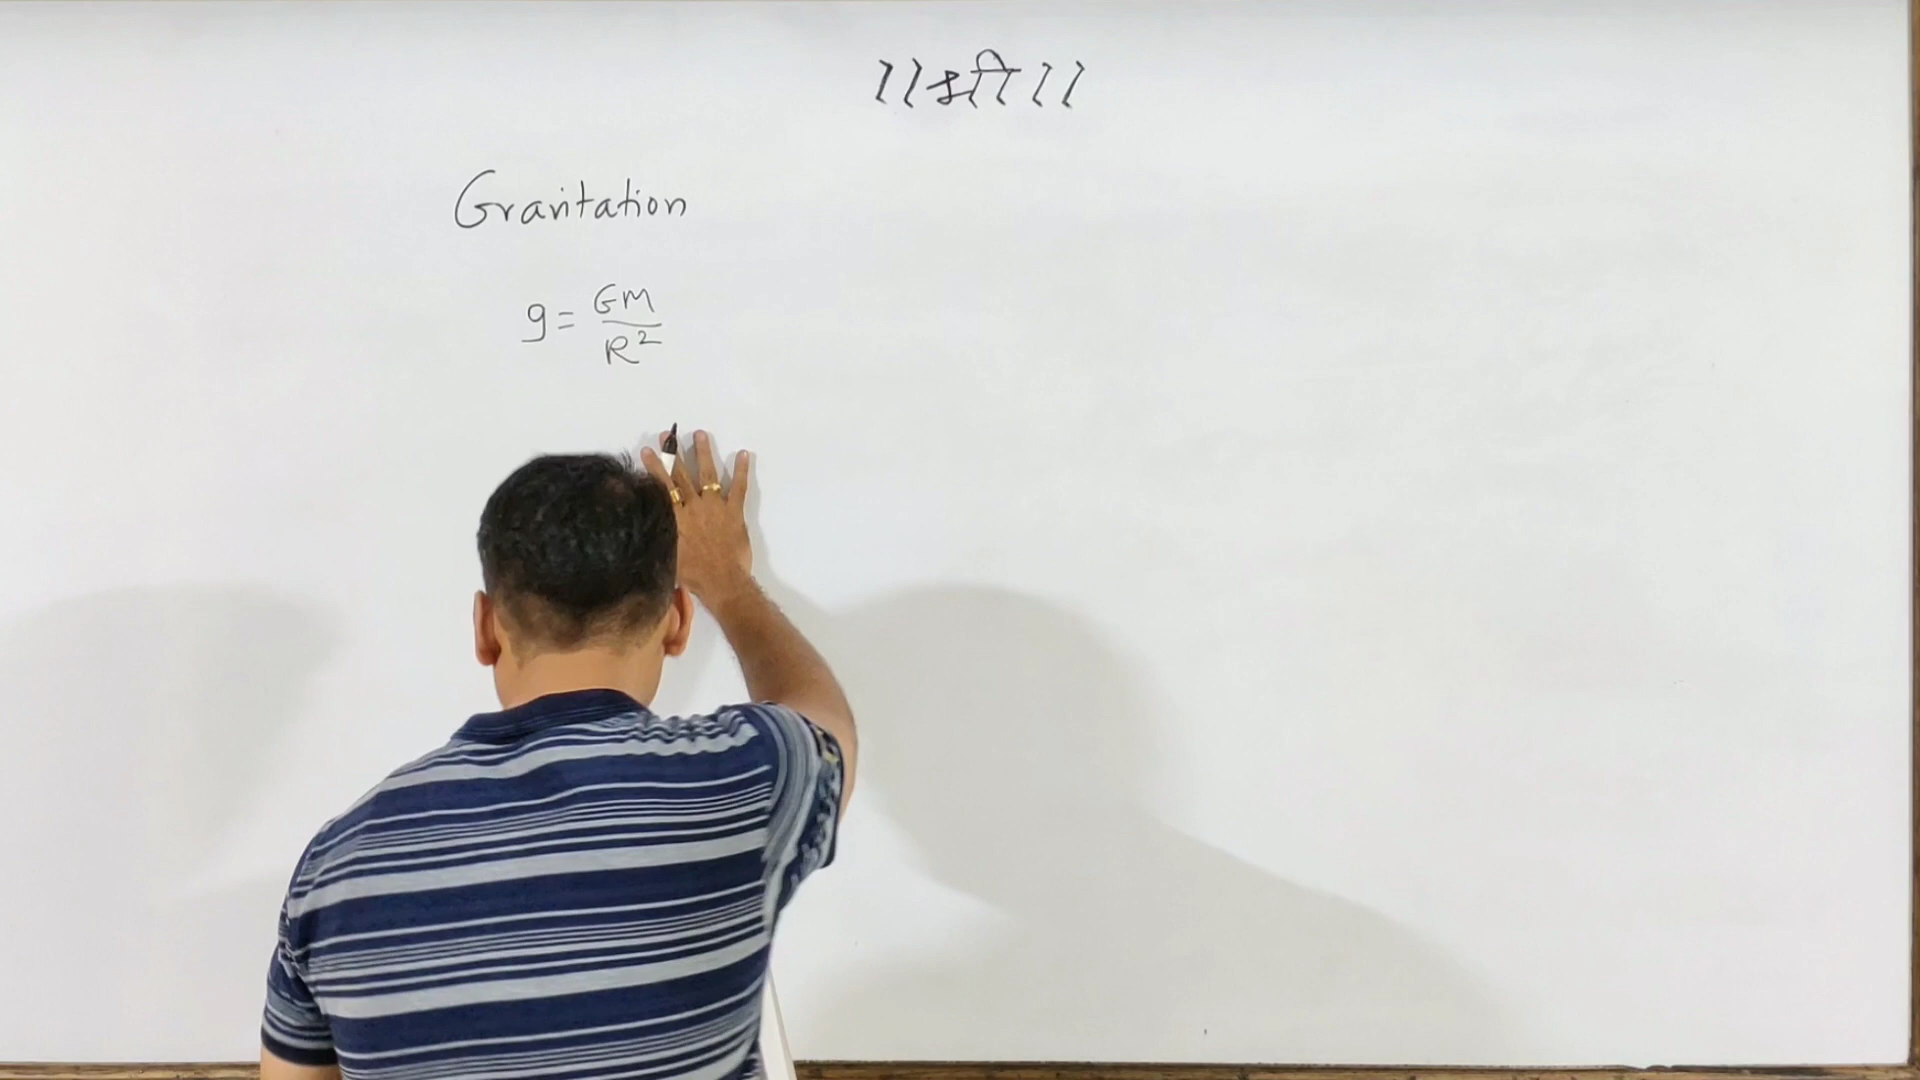 Gravitation
g = GM / R²